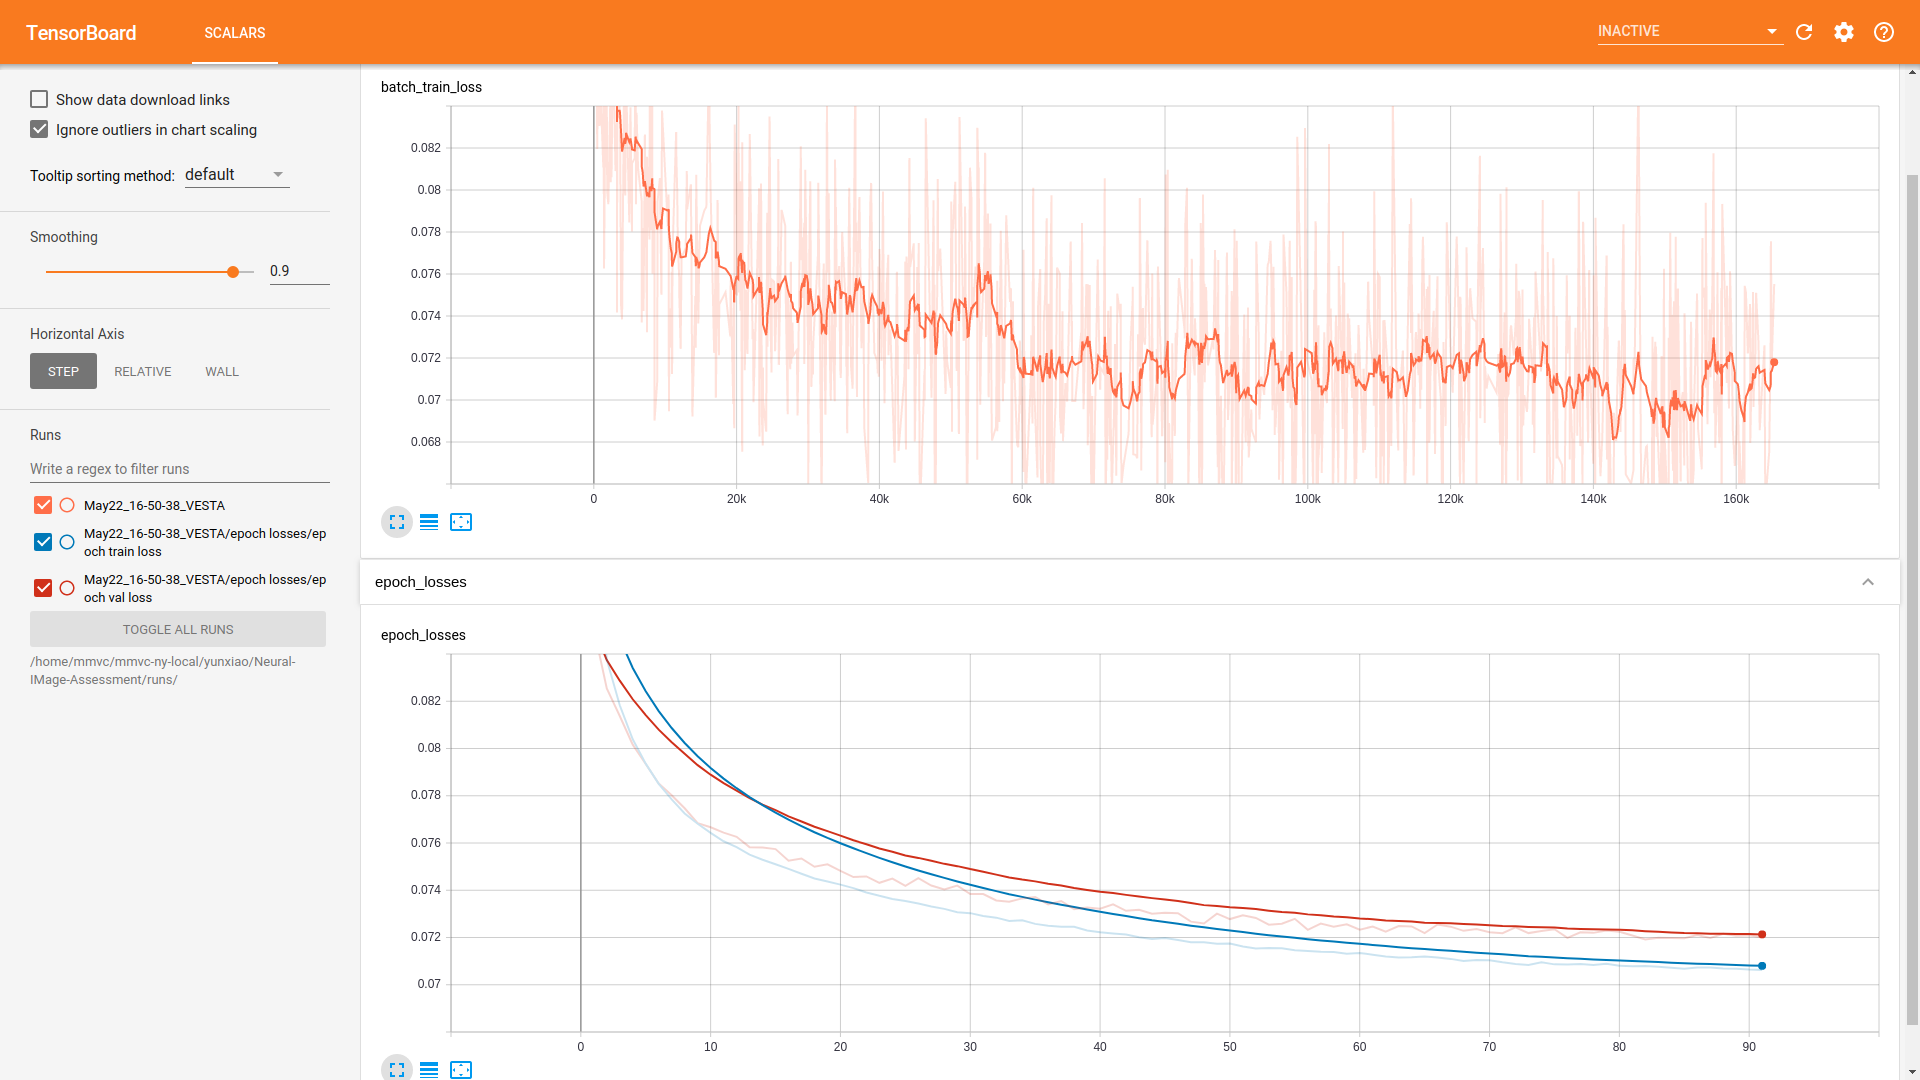 TensorBoard
SCALARS
INACTIVE
Show data download links
Ignore outliers in chart scaling
Tooltip sorting method: default
Smoothing
0.9
Horizontal Axis
STEP RELATIVE WALL
Runs
Write a regex to filter runs
May22_16-50-38_VESTA
May22_16-50-38_VESTA/epoch losses/ep
och train loss
May22_16-50-38_VESTA/epoch losses/ep
och val loss
TOGGLE ALL RUNS
/home/mmvc/mmvc-ny-local/yunxiao/Neural-
IMage-Assessment/runs/
batch_train_loss
0.082
0.08
0.078
0.076
0.074
0.072
0.07
0.068
0 20k 40k 60k 80k 100k 120k 140k 160k
epoch_losses
epoch_losses
0.082
0.08
0.078
0.076
0.074
0.072
0.07
0 10 20 30 40 50 60 70 80 90